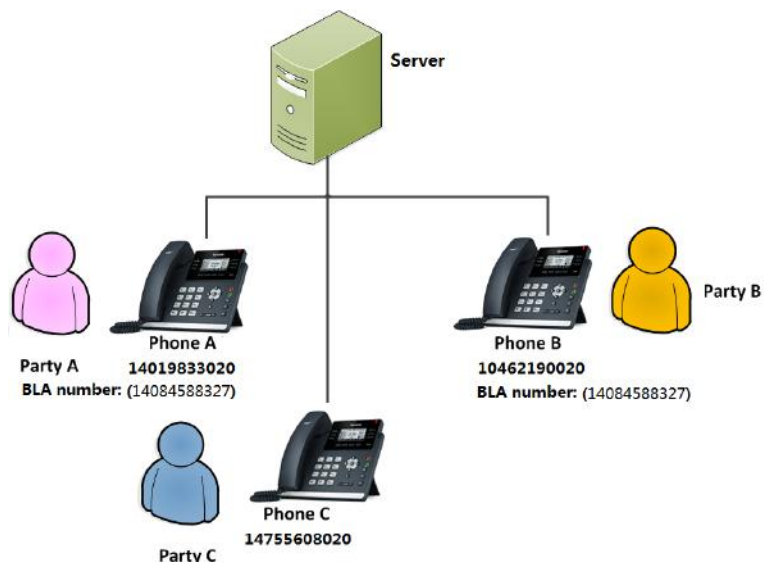 Server
Party A
Phone A
14019833020
BLA number: (14084588327)
Phone B
10462190020
BLA number: (14084588327)
Party B
Party C
Phone C
14755608020